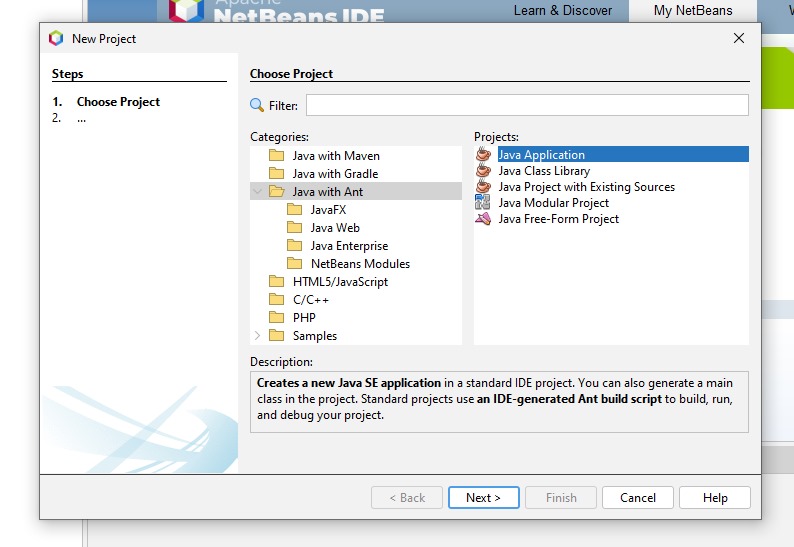 Apache
NetBeans IDE
Learn & Discover
My NetBeans
New Project
Steps
1. Choose Project
2. ...
Choose Project
Filter:
Categories:
Java with Maven
Java with Gradle
Java with Ant
JavaFX
Java Web
Java Enterprise
NetBeans Modules
HTML5/JavaScript
C/C++
PHP
Samples
Projects:
Java Application
Java Class Library
Java Project with Existing Sources
Java Modular Project
Java Free-Form Project
Description:
Creates a new Java SE application in a standard IDE project. You can also generate a main
class in the project. Standard projects use an IDE-generated Ant build script to build, run,
and debug your project.
< Back
Next >
Finish
Cancel
Help